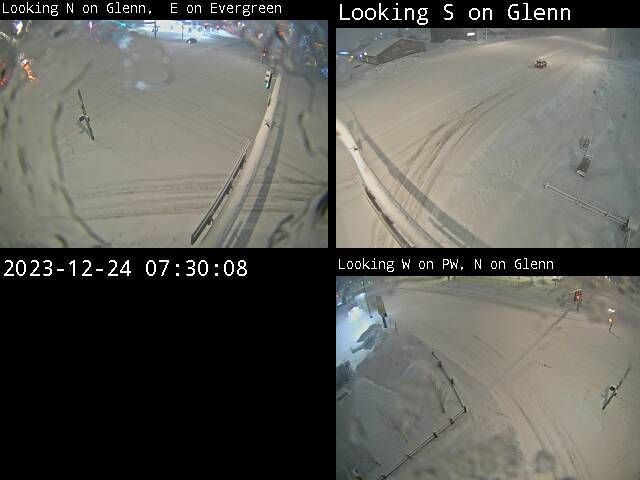 Looking N on Glenn,  E on Evergreen
Looking S on Glenn
2023-12-24 07:30:08
Looking W on PW, N on Glenn